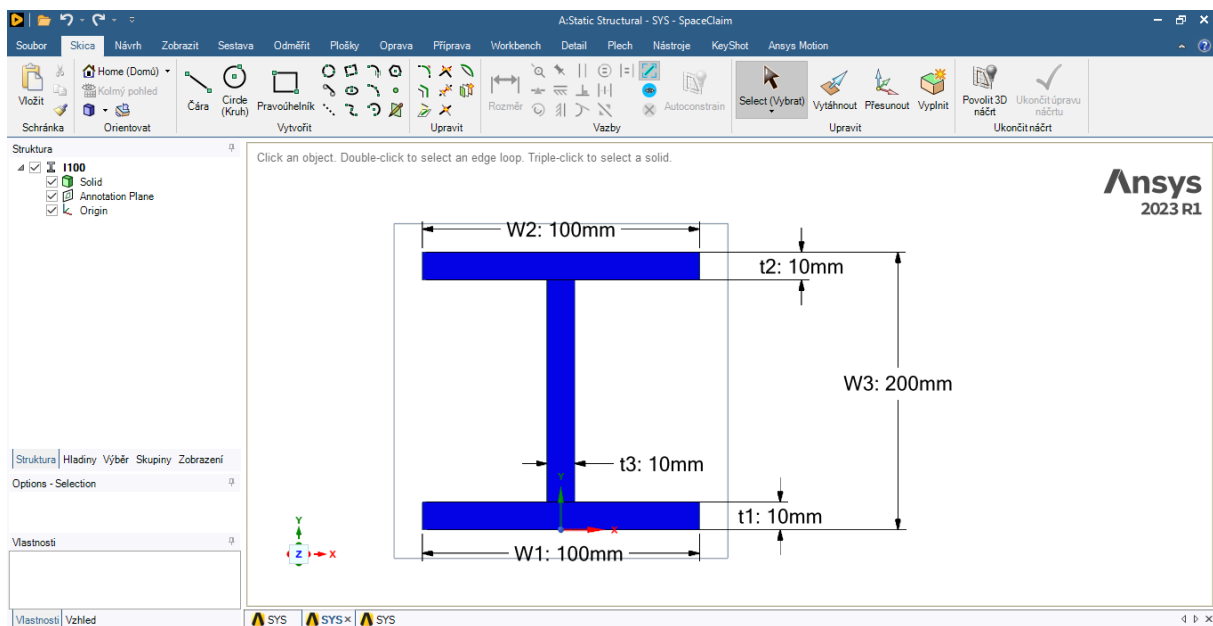 A:Static Structural - SYS - SpaceClaim
Soubor Skica Návrh Zobrazit Sestava Odměřit Plošky Oprava Příprava Workbench Detail Plech Nástroje KeyShot Ansys Motion
Vložit
Home (Domů)
Kolmý pohled
Čára
Circle (Kruh)
Pravoúhelník
Rozměr
Autoconstrain
Select (Vybrat)
Vytáhnout
Přesunout
Vyplnit
Povolit 3D náčrt
Ukončit úpravu náčrtu
Schránka Orientovat Vytvořit Upravit Vazby Upravit Ukončit náčrt
Struktura
I100
Solid
Annotation Plane
Origin
Struktura Hladiny Výběr Skupiny Zobrazení
Options - Selection
Vlastnosti
Vlastnosti Vzhled
Click an object. Double-click to select an edge loop. Triple-click to select a solid.
Ansys
2023 R1
W2: 100mm
t2: 10mm
W3: 200mm
t3: 10mm
Y
X
t1: 10mm
W1: 100mm
Y
Z X
SYS SYS SYS